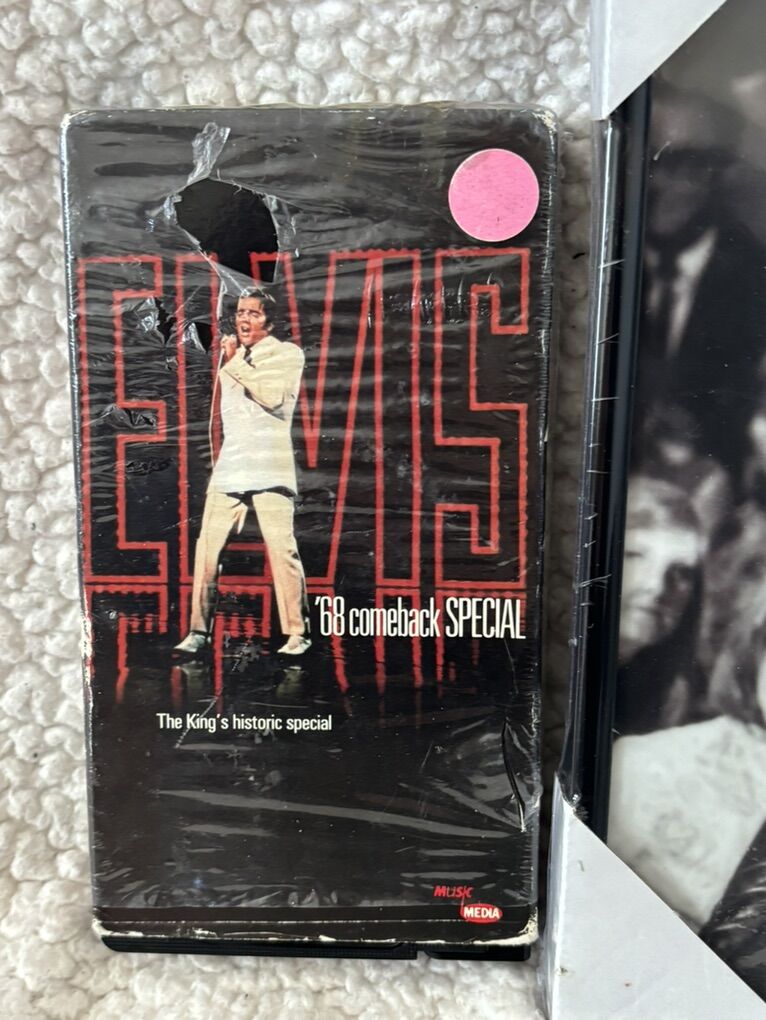 ELVIS
'68 comeback SPECIAL
The King's historic special
MUSIC
MEDIA